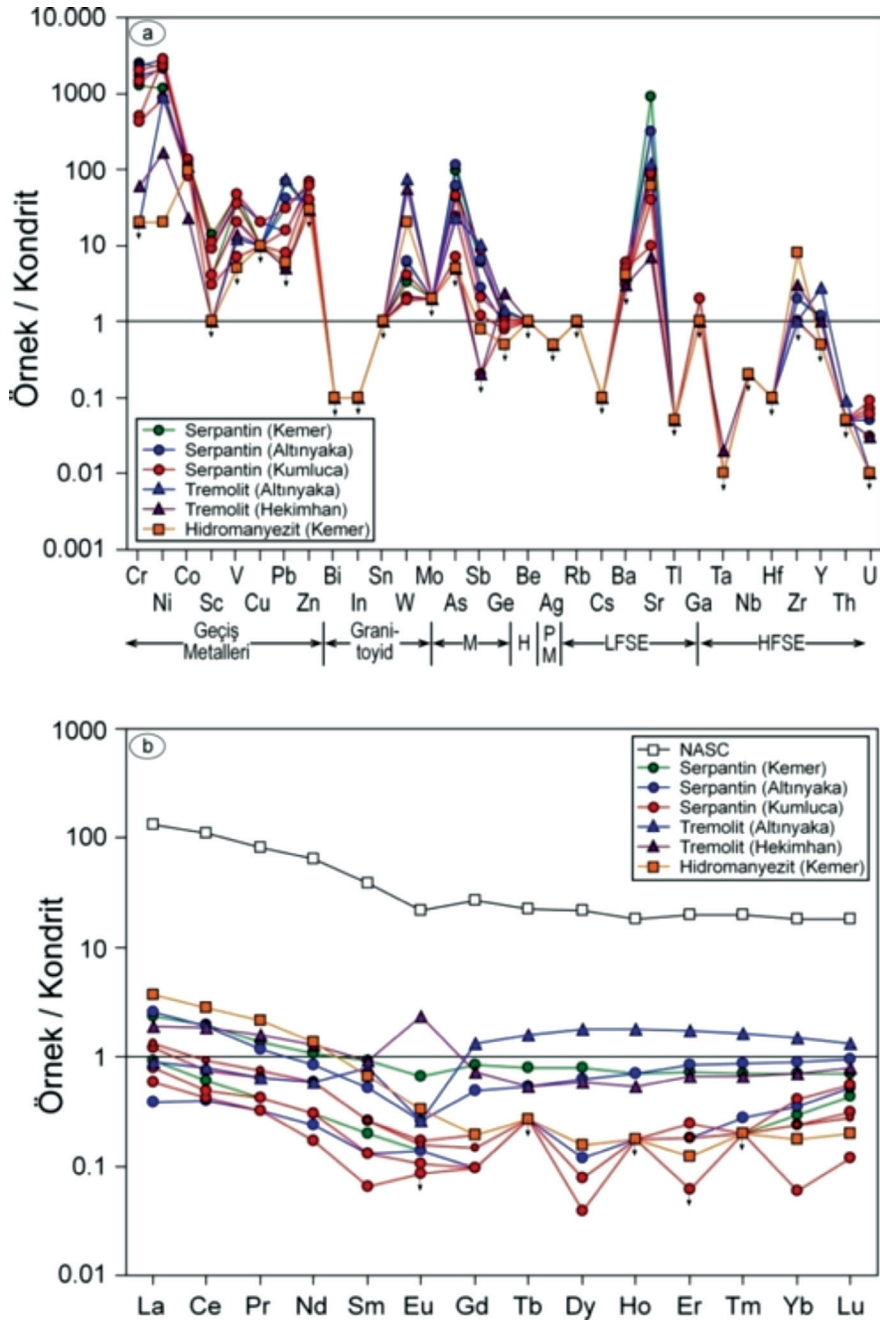 a
Örnek / Kondrit
10.000
1000
100
10
1
0.1
0.01
0.001
Serpantin (Kemer)
Serpantin (Altınyaka)
Serpantin (Kumluca)
Tremolit (Altınyaka)
Tremolit (Hekimhan)
Hidromanyezit (Kemer)
Cr Co V Pb Bi Sn Mo Sb Be Rb Ba Tl Ta Hf Y U
Ni Sc Cu Zn In W As Ge Ag Cs Sr Ga Nb Zr Th
Geçiş Metalleri
Grani-
toyid
M
H
P
M
LFSE
HFSE
b
Örnek / Kondrit
1000
100
10
1
0.1
0.01
NASC
Serpantin (Kemer)
Serpantin (Altınyaka)
Serpantin (Kumluca)
Tremolit (Altınyaka)
Tremolit (Hekimhan)
Hidromanyezit (Kemer)
La Ce Pr Nd Sm Eu Gd Tb Dy Ho Er Tm Yb Lu